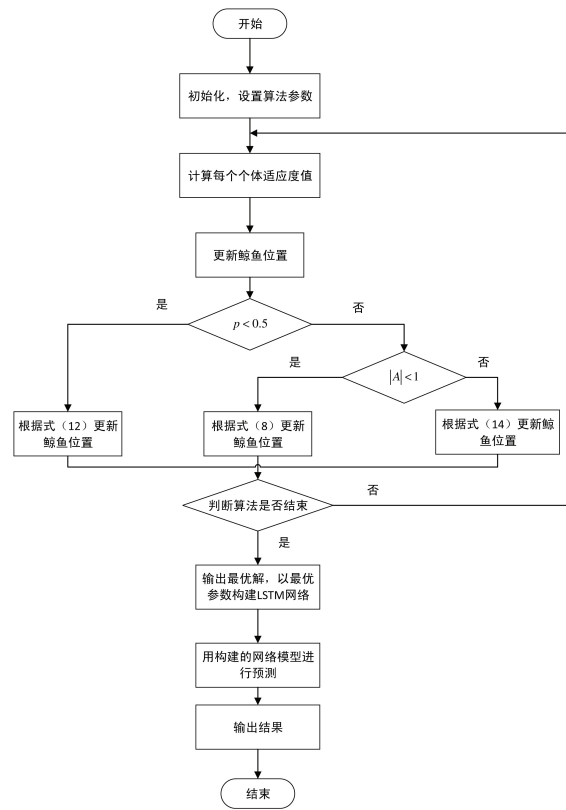 开始
初始化，设置算法参数
计算每个个体适应度值
更新鲸鱼位置
是
p<0.5
否
是
|A|<1
否
根据式（12）更新
鲸鱼位置
根据式（8）更新
鲸鱼位置
根据式（14）更新鲸
鱼位置
判断算法是否结束
否
是
输出最优解，以最优
参数构建LSTM网络
用构建的网络模型进
行预测
输出结果
结束